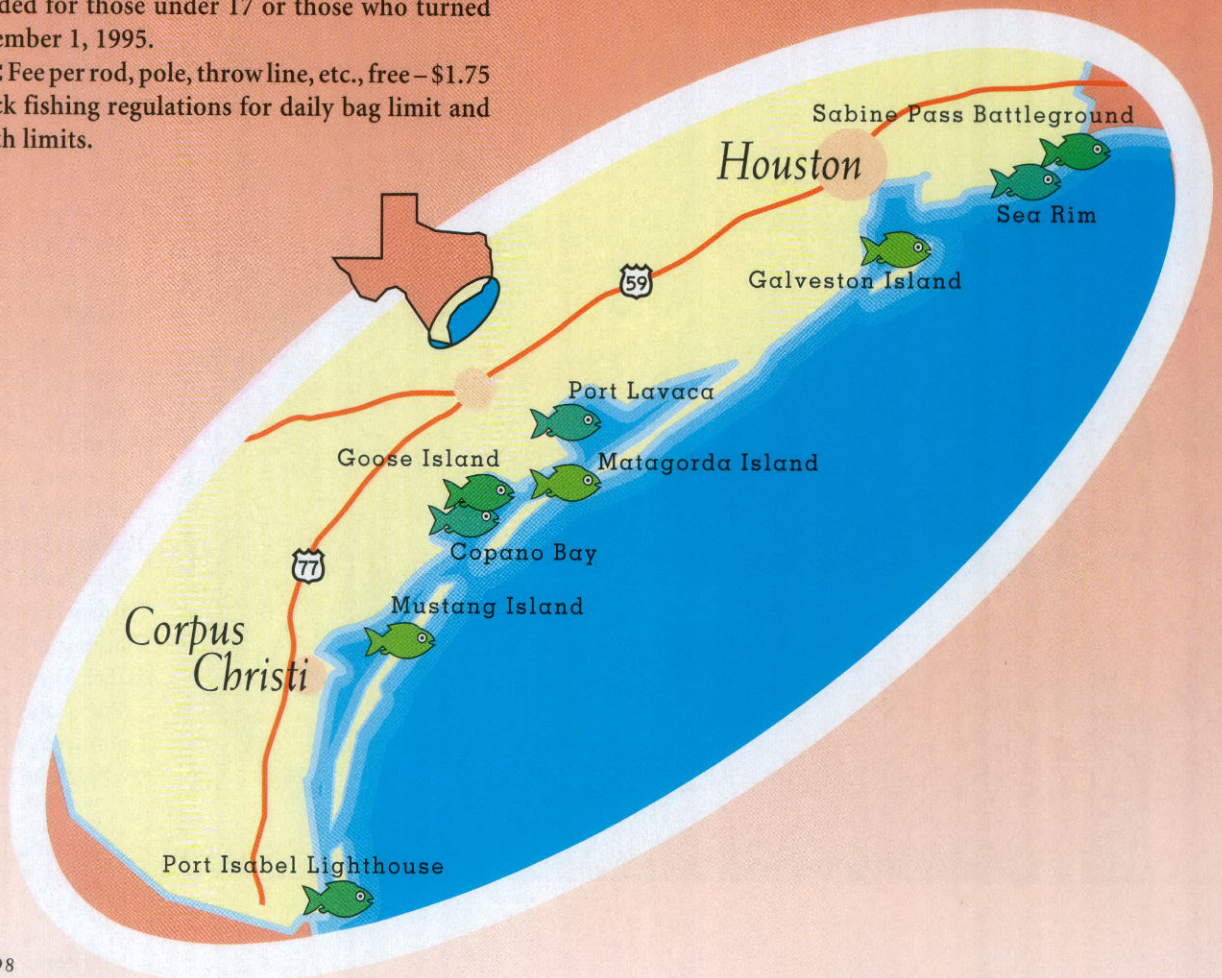 for those under 17 or those who turned
1, 1995.
Fee per rod, pole, throw line, etc., free – $1.75
fishing regulations for daily bag limit and
limits.
Sabine Pass Battleground
Houston
Sea Rim
Galveston Island
59
Port Lavaca
Goose Island
Matagorda Island
Copano Bay
77
Mustang Island
Corpus
Christi
Port Isabel Lighthouse
98